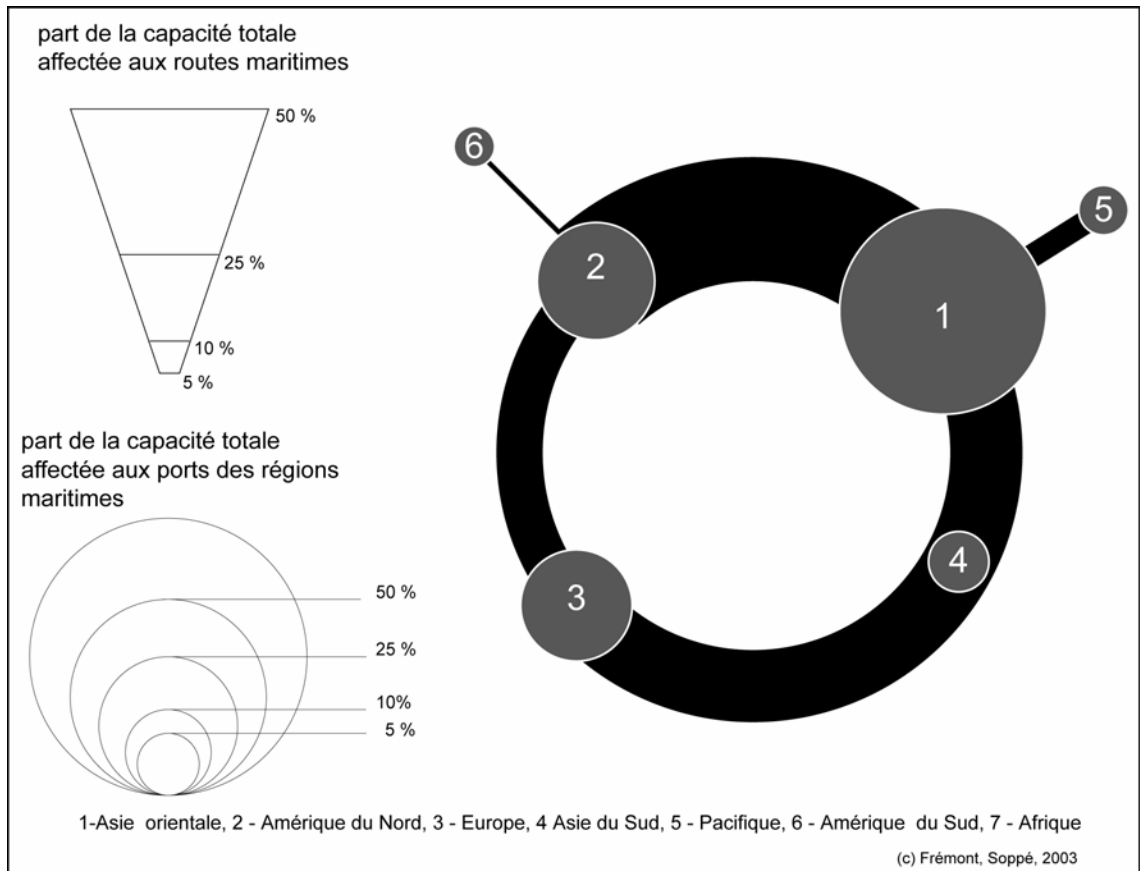 part de la capacité totale
affectée aux routes maritimes
50 %
25 %
10 %
5 %
part de la capacité totale
affectée aux ports des régions
maritimes
50 %
25 %
10%
5 %
6
5
2
1
4
3
1-Asie orientale, 2 - Amérique du Nord, 3 - Europe, 4 Asie du Sud, 5 - Pacifique, 6 - Amérique du Sud, 7 - Afrique
(c) Frémont, Soppé, 2003